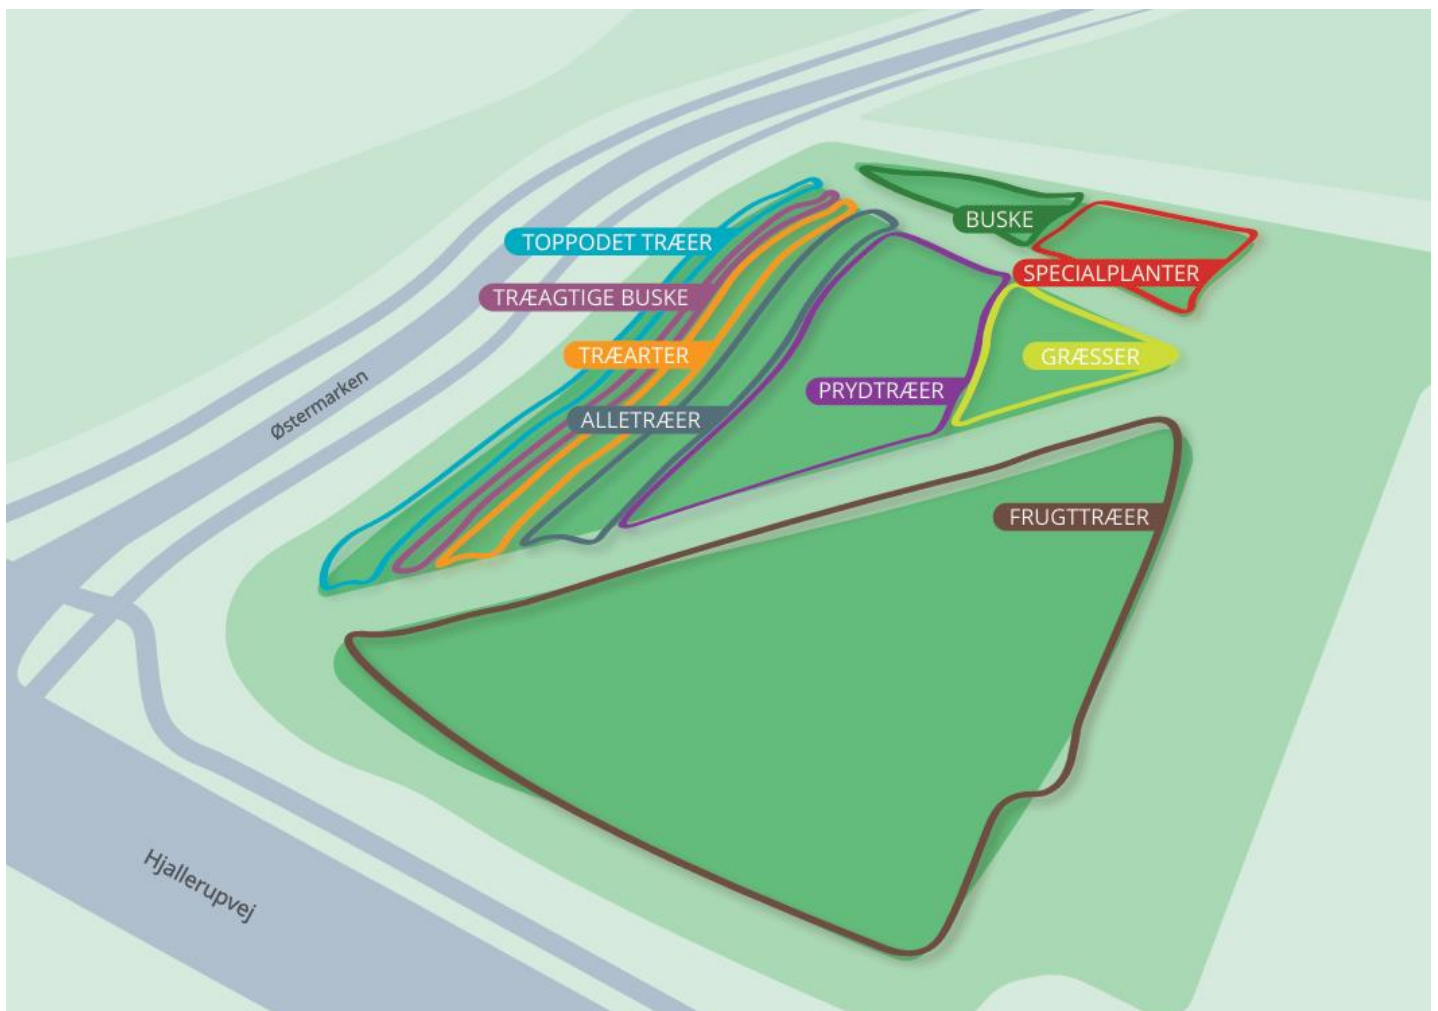 BUSKE
TOPPODET TRÆER
SPECIALPLANTER
TRÆAGTIGE BUSKE
TRÆARTER
GRÆSSER
PRYDTRÆER
Østermarken
ALLETRÆER
FRUGTTRÆER
Hjallerupvej